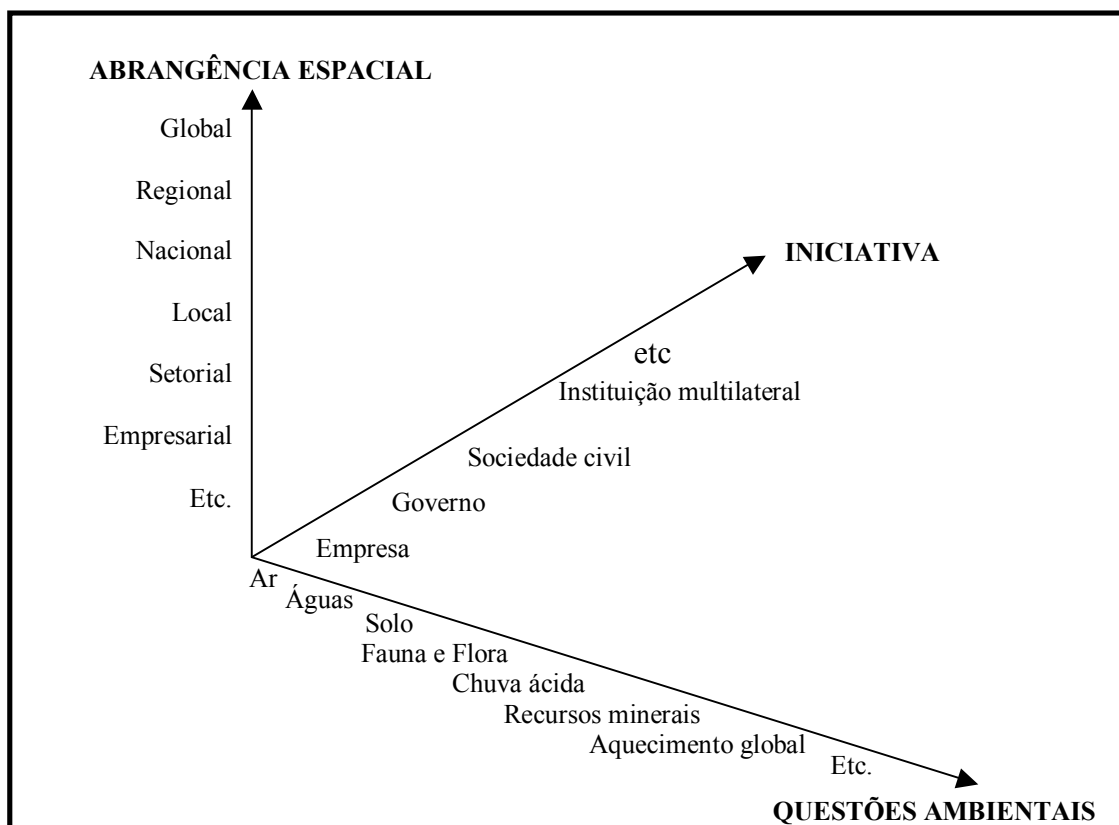 ABRANGÊNCIA ESPACIAL
Global
Regional
Nacional
Local
Setorial
Empresarial
Etc.
INICIATIVA
etc
Instituição multilateral
Sociedade civil
Governo
Empresa
Ar
Águas
Solo
Fauna e Flora
Chuva ácida
Recursos minerais
Aquecimento global
Etc.
QUESTÕES AMBIENTAIS